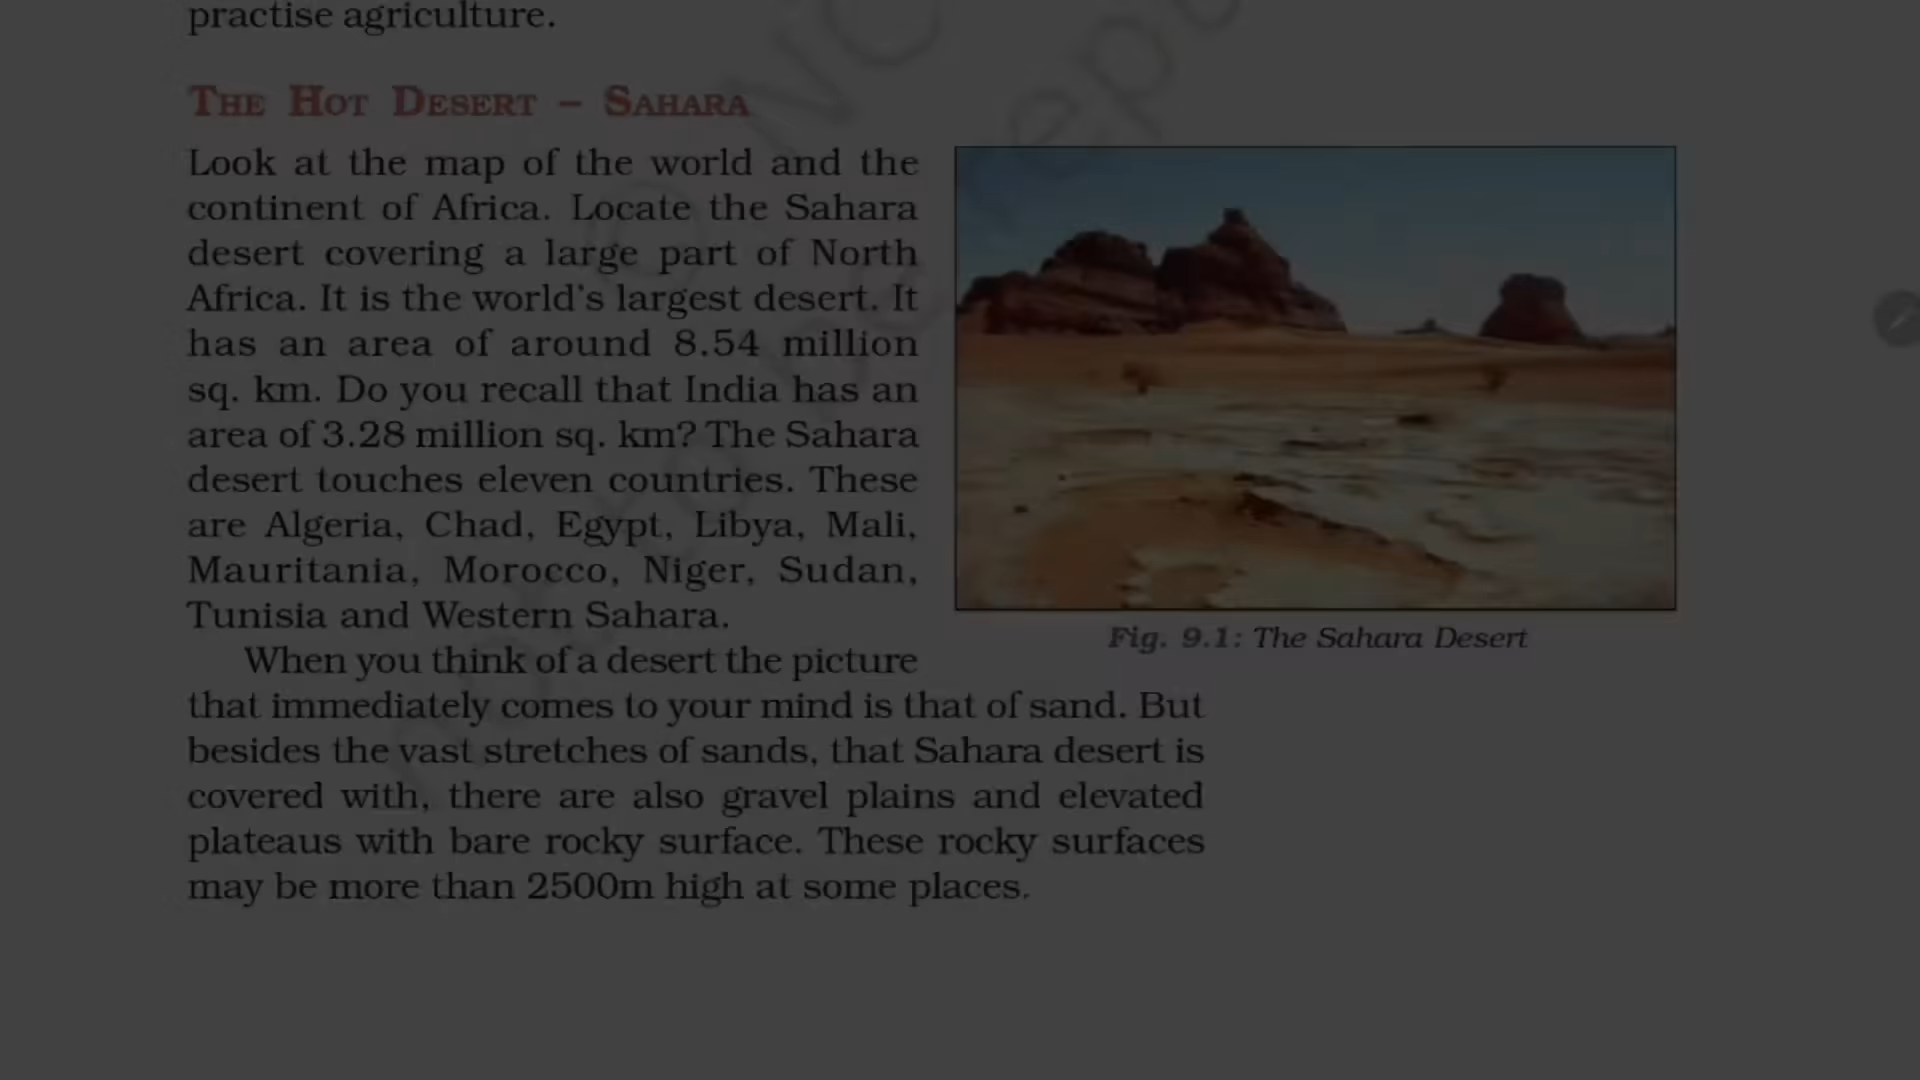 practise agriculture.
THE HOT DESERT – SAHARA
Look at the map of the world and the
continent of Africa. Locate the Sahara
desert covering a large part of North
Africa. It is the world's largest desert. It
has an area of around 8.54 million
sq. km. Do you recall that India has an
area of 3.28 million sq. km? The Sahara
desert touches eleven countries. These
are Algeria, Chad, Egypt, Libya, Mali,
Mauritania, Morocco, Niger, Sudan,
Tunisia and Western Sahara.
When you think of a desert the picture
that immediately comes to your mind is that of sand. But
besides the vast stretches of sands, that Sahara desert is
covered with, there are also gravel plains and elevated
plateaus with bare rocky surface. These rocky surfaces
may be more than 2500m high at some places.
Fig. 9.1: The Sahara Desert